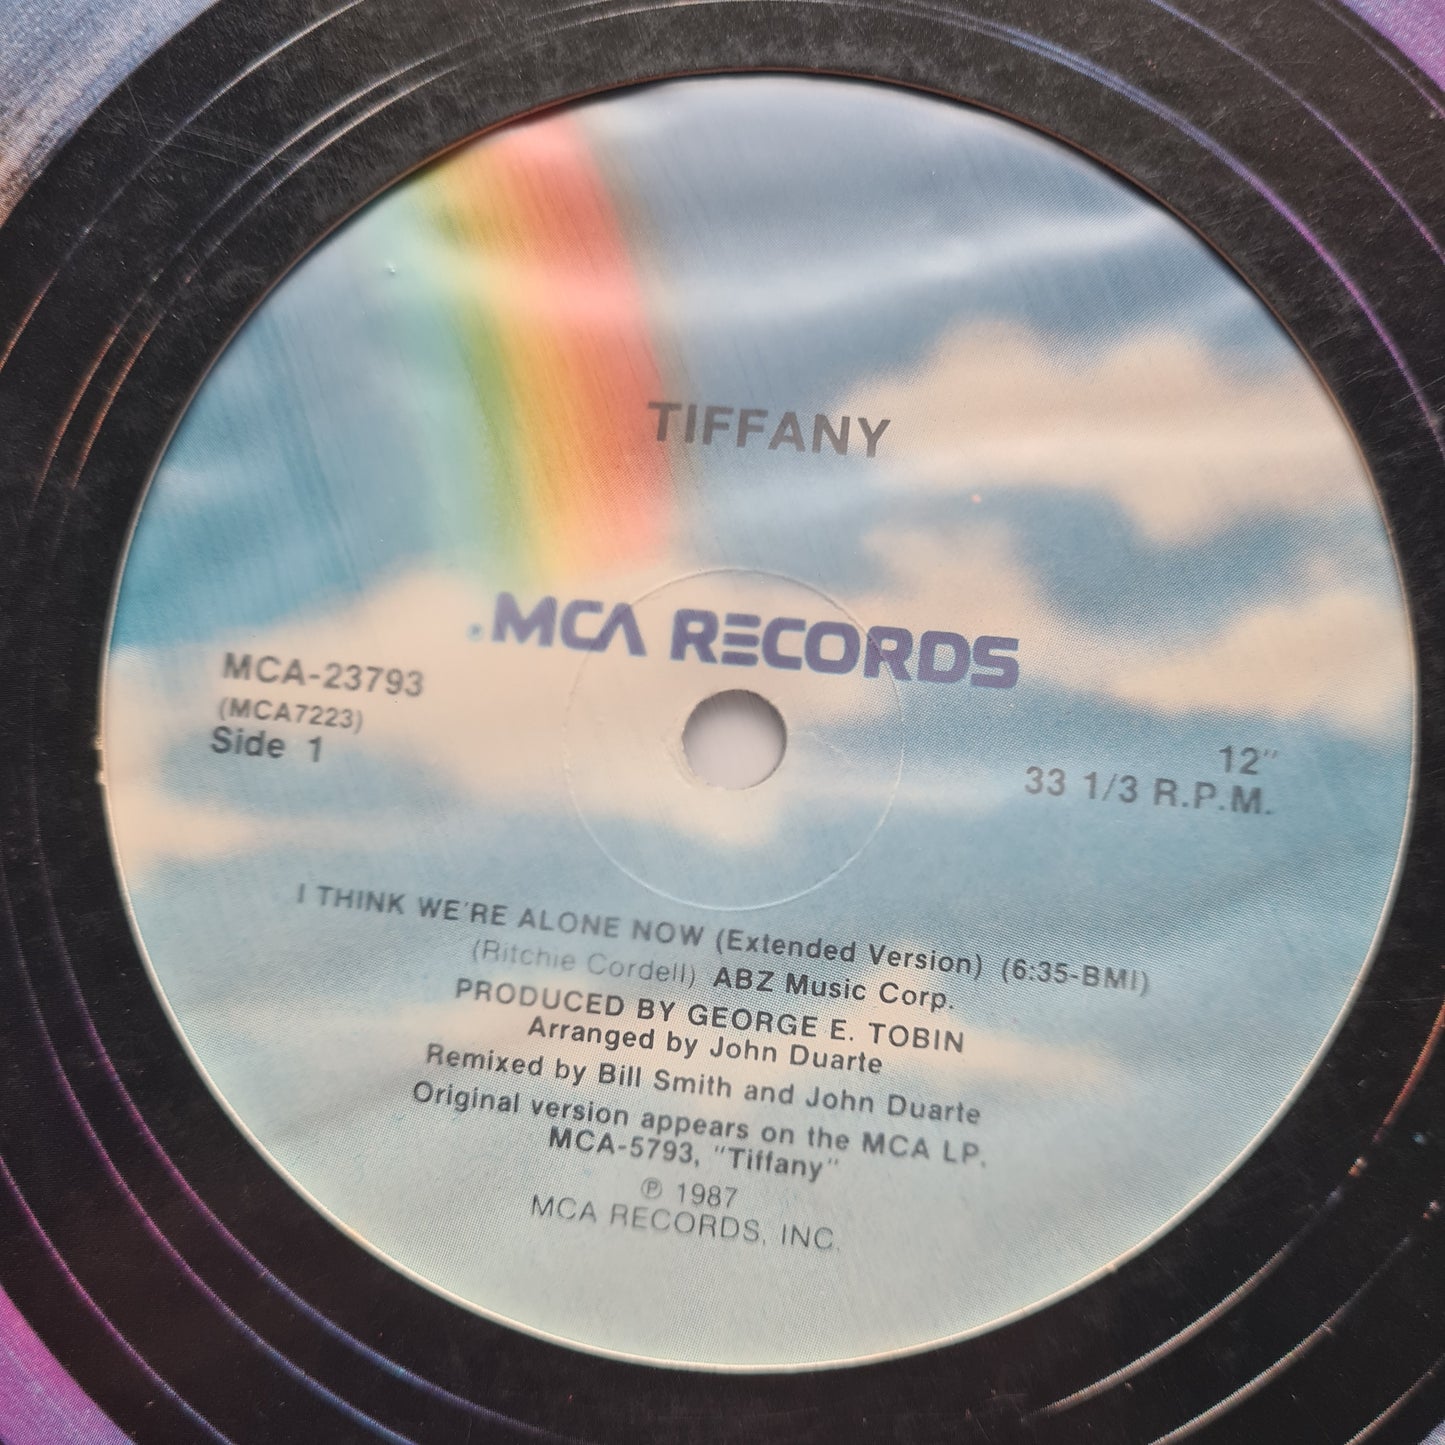 TIFFANY
MCA RECORDS
MCA-23793
(MCA7223)
Side 1
12"
33 1/3 R.P.M.
I THINK WE'RE ALONE NOW (Extended Version) (6:35-BMI)
(Ritchie Cordell) ABZ Music Corp.
PRODUCED BY GEORGE E. TOBIN
Arranged by John Duarte
Remixed by Bill Smith and John Duarte
Original version appears on the MCA LP.
MCA-5793, "Tiffany"
℗ 1987
MCA RECORDS, INC.